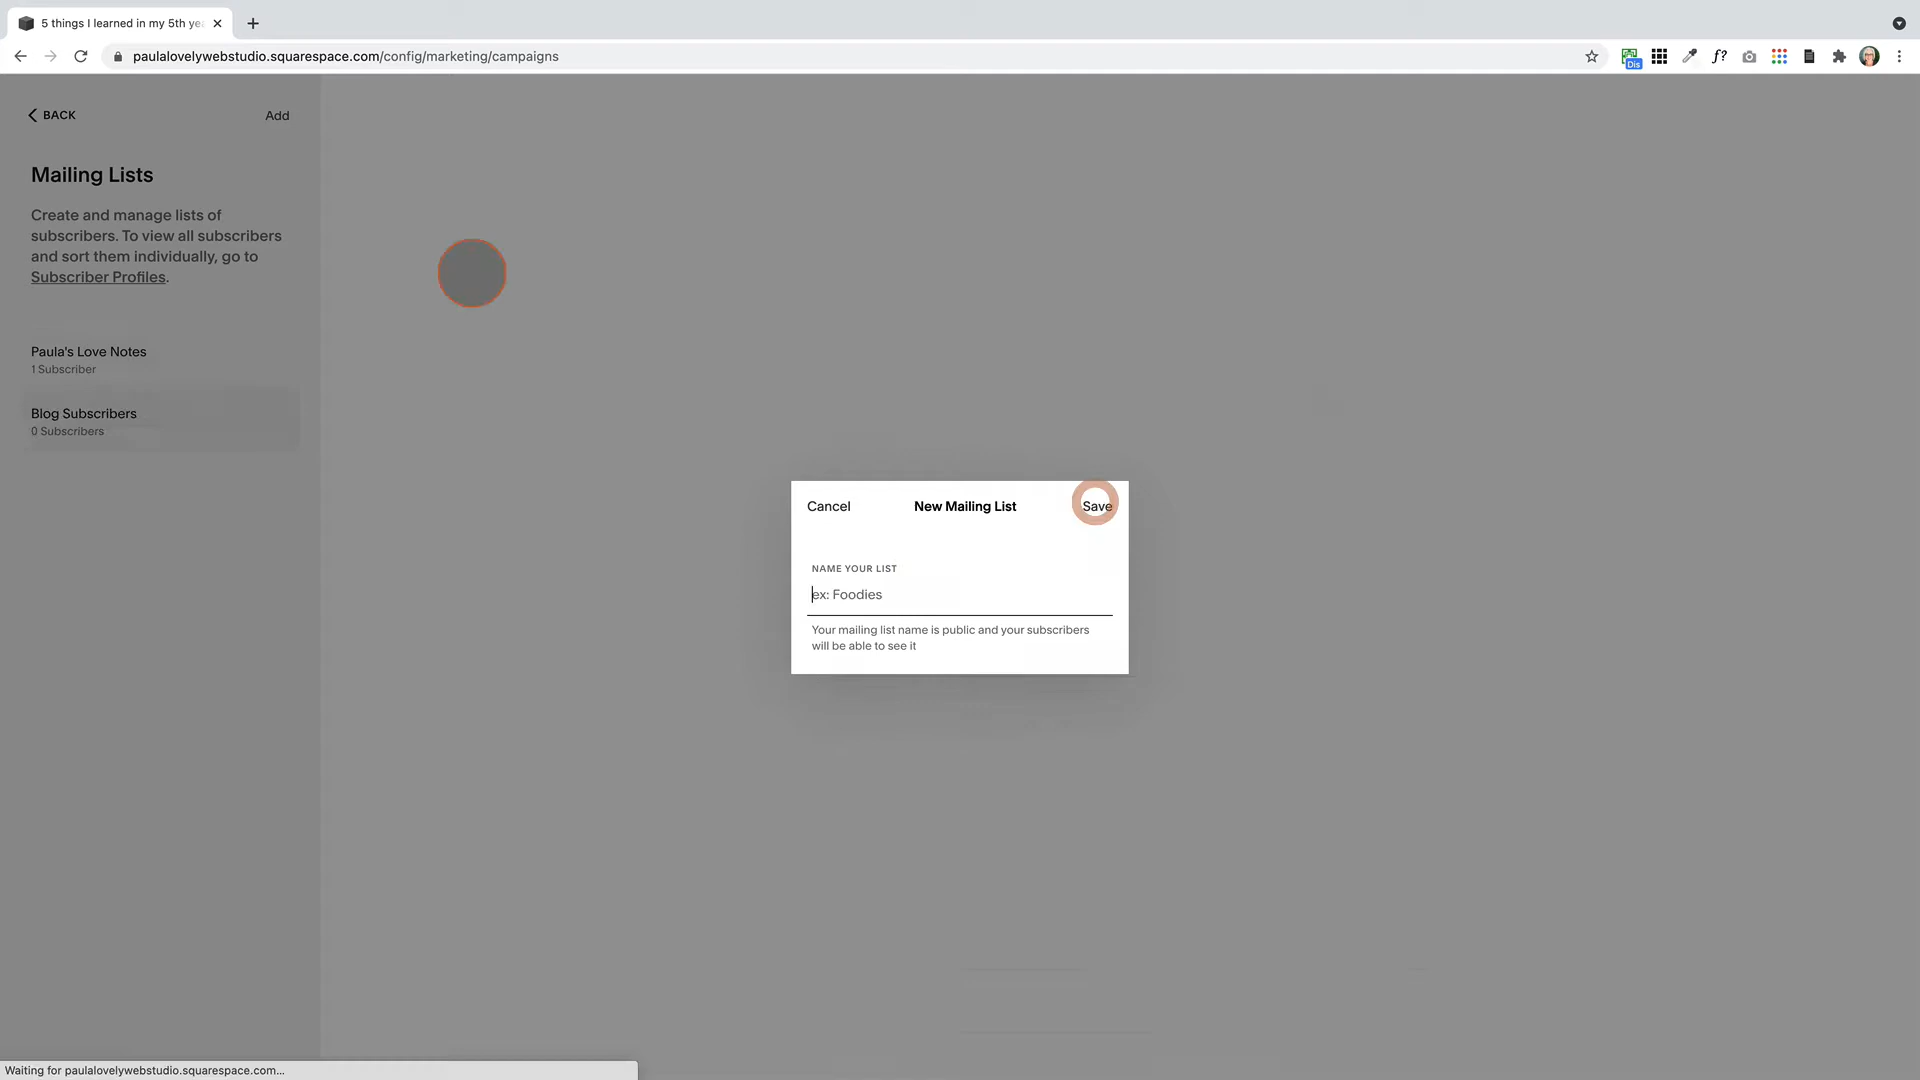 5 things I learned in my 5th ye
paulalovelywebstudio.squarespace.com/config/marketing/campaigns
Dis
f?
BACK
Add
Mailing Lists
Create and manage lists of
subscribers. To view all subscribers
and sort them individually, go to
Subscriber Profiles.
Paula's Love Notes
1 Subscriber
Blog Subscribers
0 Subscribers
Cancel
New Mailing List
Save
NAME YOUR LIST
ex: Foodies
Your mailing list name is public and your subscribers
will be able to see it
Waiting for paulalovelywebstudio.squarespace.com...